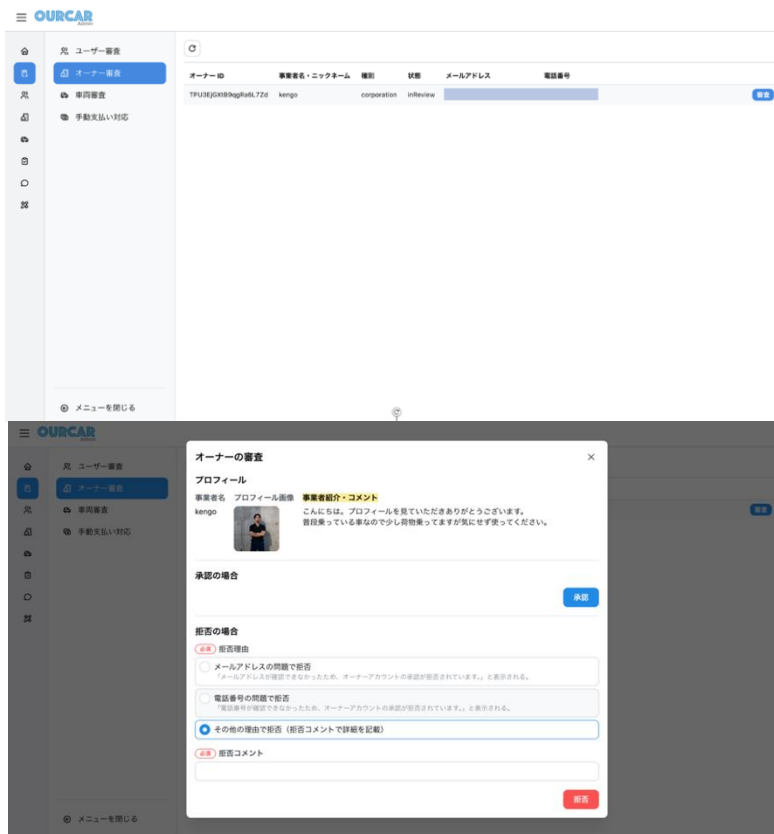 OURCAR
Admin
ユーザー審査
オーナー審査
車両審査
手動支払い対応
オーナー ID 事業者名・ニックネーム 種別 状態 メールアドレス 電話番号
TPU3EjGXtB9qgRa6L7Zd kengo corporation inReview 審査
メニューを閉じる
OURCAR
Admin
ユーザー審査
オーナー審査
車両審査
手動支払い対応
審査
メニューを閉じる
オーナーの審査
プロフィール
事業者名 プロフィール画像 事業者紹介・コメント
kengo こんにちは。プロフィールを見ていただきありがとうございます。
普段乗っている車なので少し荷物乗ってますが気にせず使ってください。
承認の場合
承認
拒否の場合
必須 拒否理由
メールアドレスの問題で拒否
「メールアドレスが確認できなかったため、オーナーアカウントの承認が拒否されています。」と表示される。
電話番号の問題で拒否
「電話番号が確認できなかったため、オーナーアカウントの承認が拒否されています。」と表示される。
その他の理由で拒否（拒否コメントで詳細を記載）
必須 拒否コメント
拒否